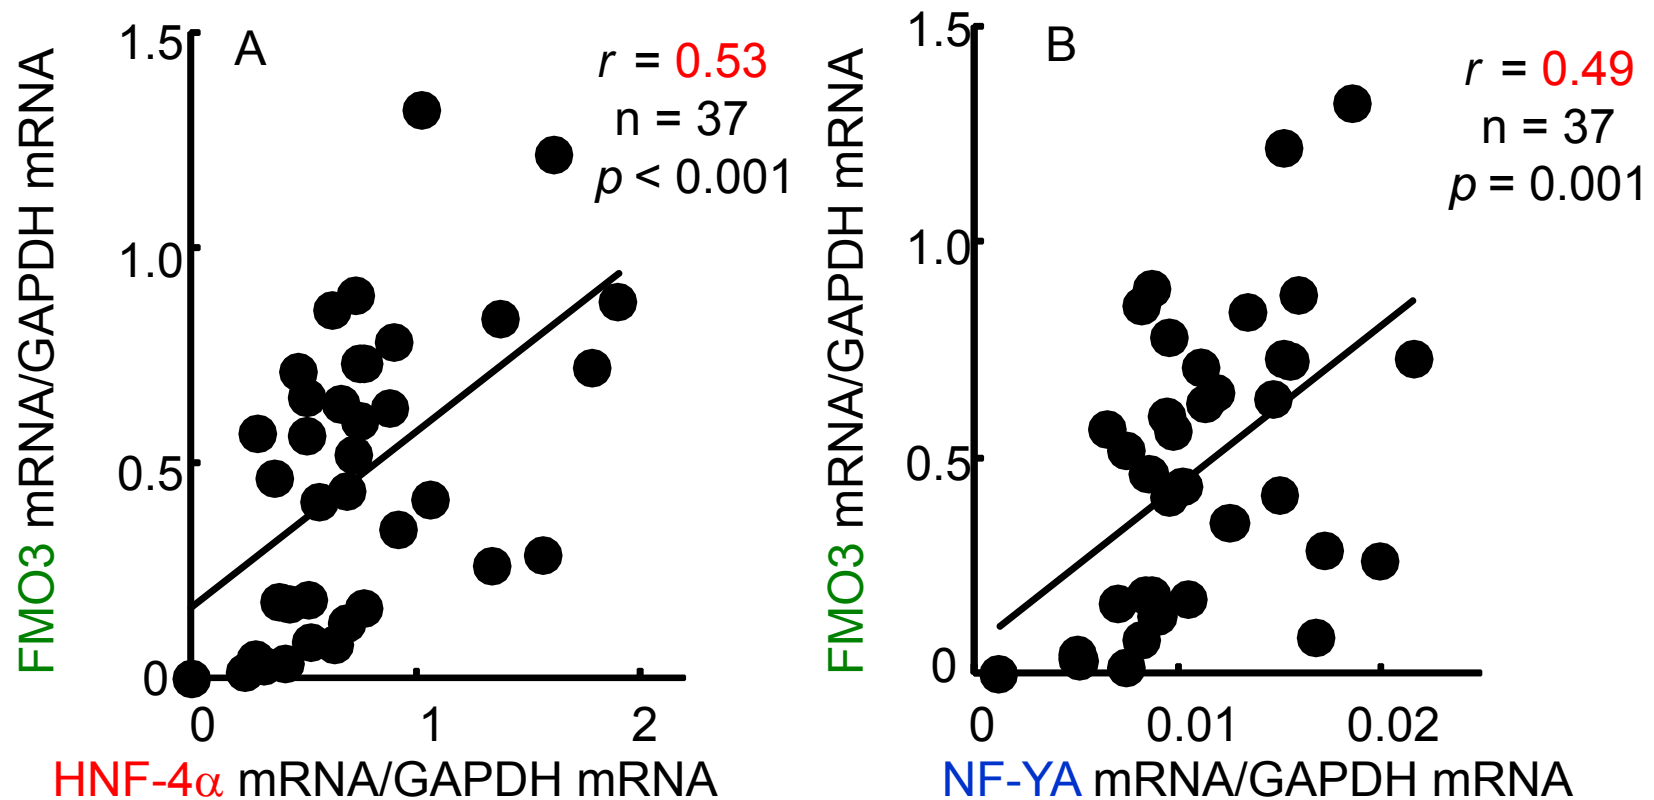 A
r = 0.53
n = 37
p < 0.001
1.5
1.0
0.5
0
0 1 2
FMO3 mRNA/GAPDH mRNA
HNF-4α mRNA/GAPDH mRNA
B
r = 0.49
n = 37
p = 0.001
1.5
1.0
0.5
0
0 0.01 0.02
FMO3 mRNA/GAPDH mRNA
NF-YA mRNA/GAPDH mRNA